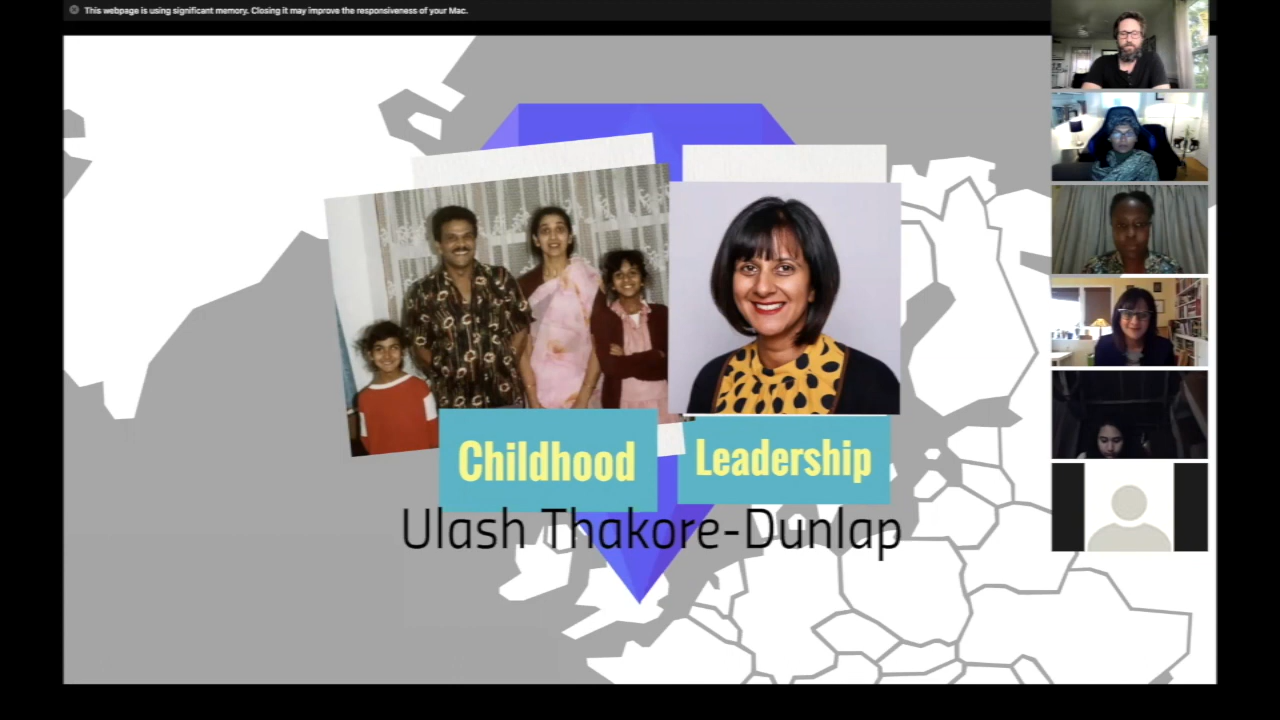 This webpage is using significant memory. Closing it may improve the responsiveness of your Mac.
Childhood
Leadership
Ulash Thakore-Dunlap